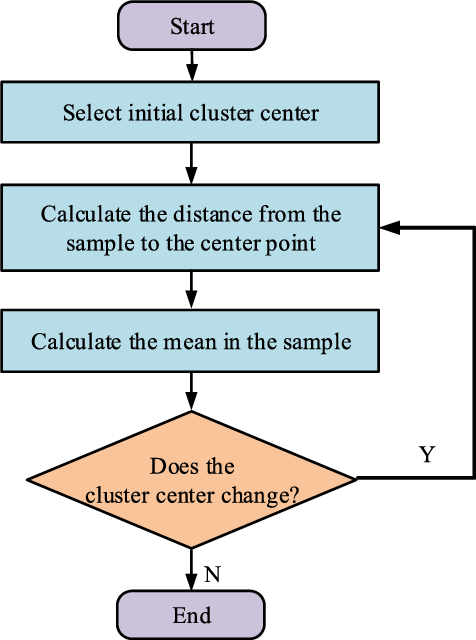 Start
Select initial cluster center
Calculate the distance from the
sample to the center point
Calculate the mean in the sample
Does the
cluster center change?
Y
N
End